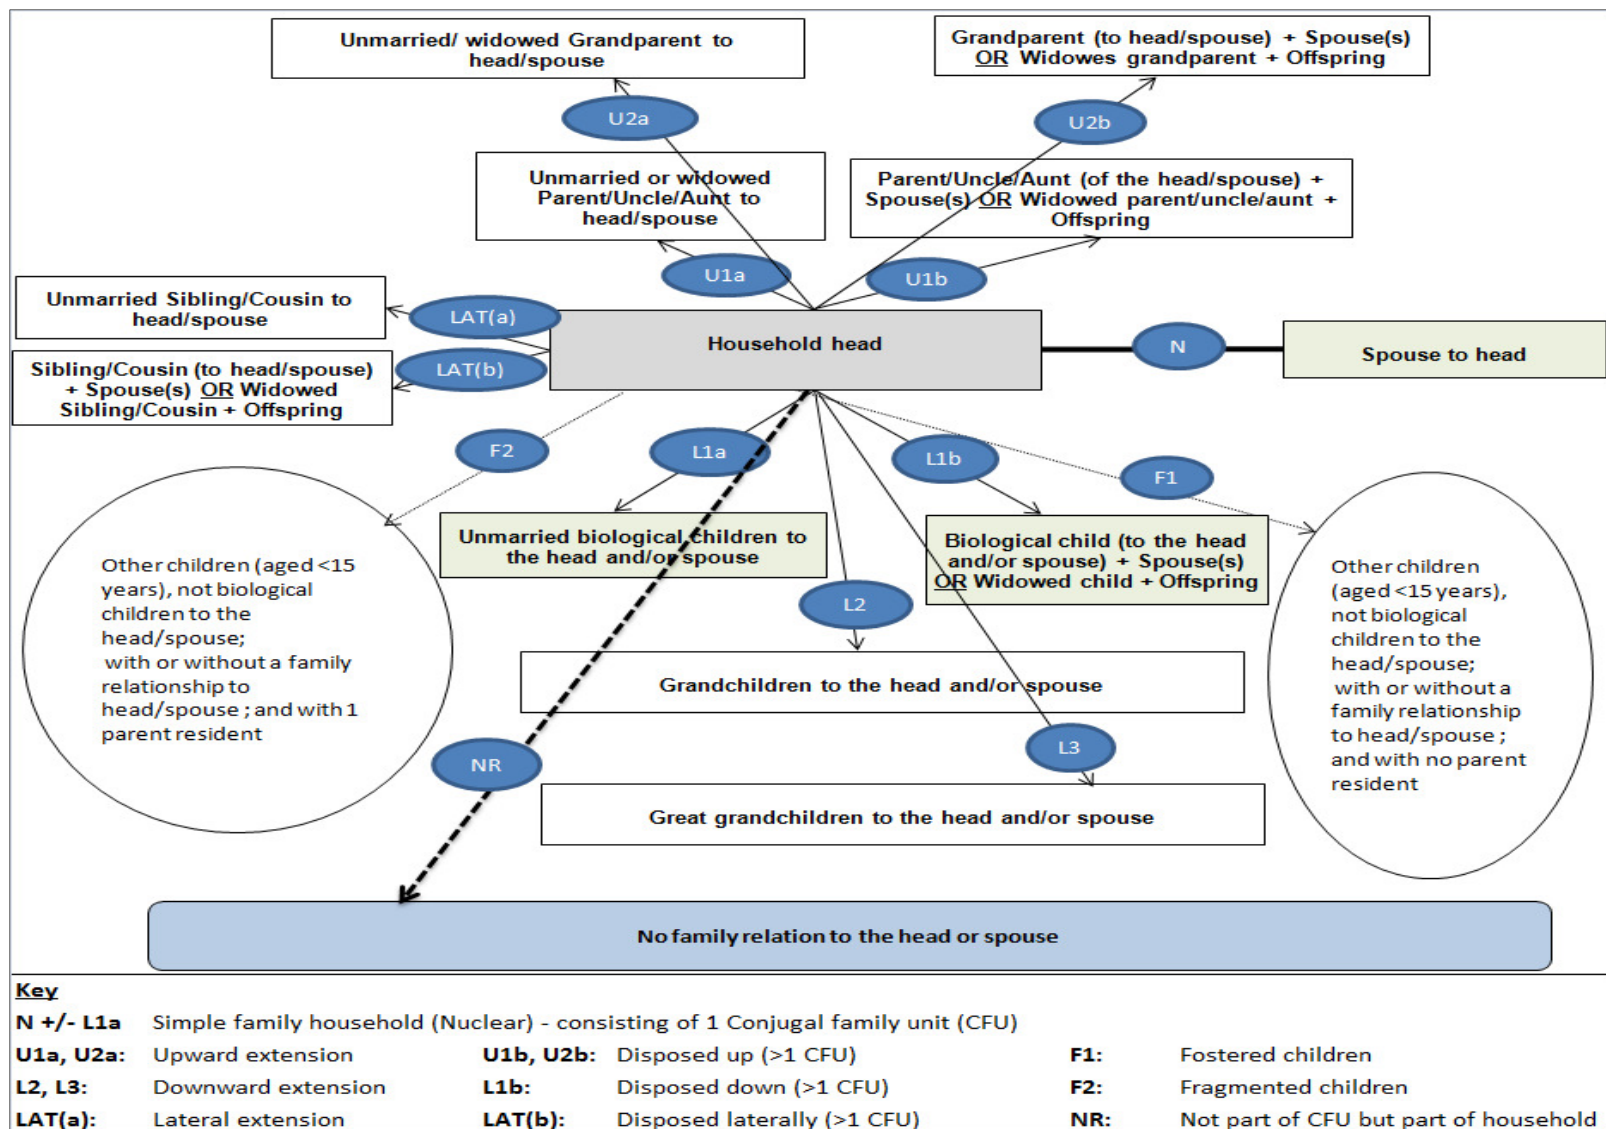 Unmarried/ widowed Grandparent to
head/spouse
Grandparent (to head/spouse) + Spouse(s)
OR Widowes grandparent + Offspring
U2a
U2b
Unmarried or widowed
Parent/Uncle/Aunt to
head/spouse
Parent/Uncle/Aunt (of the head/spouse) +
Spouse(s) OR Widowed parent/uncle/aunt +
Offspring
U1a
U1b
Unmarried Sibling/Cousin to
head/spouse
LAT(a)
Household head
N
Spouse to head
Sibling/Cousin (to head/spouse)
+ Spouse(s) OR Widowed
Sibling/Cousin + Offspring
LAT(b)
F2
L1a
L1b
F1
Unmarried biological children to
the head and/or spouse
Biological child (to the head
and/or spouse) + Spouse(s)
OR Widowed child + Offspring
Other children (aged <15
years), not biological
children to the
head/spouse;
with or without a family
relationship to
head/spouse ; and with 1
parent resident
Other children
(aged <15 years),
not biological
children to the
head/spouse;
with or without a
family relationship
to head/spouse ;
and with no parent
resident
L2
Grandchildren to the head and/or spouse
L3
NR
Great grandchildren to the head and/or spouse
No family relation to the head or spouse
Key
N +/- L1a Simple family household (Nuclear) - consisting of 1 Conjugal family unit (CFU)
U1a, U2a: Upward extension U1b, U2b: Disposed up (>1 CFU) F1: Fostered children
L2, L3: Downward extension L1b: Disposed down (>1 CFU) F2: Fragmented children
LAT(a): Lateral extension LAT(b): Disposed laterally (>1 CFU) NR: Not part of CFU but part of household